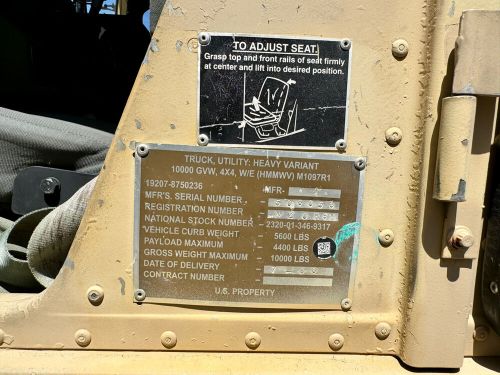 TO ADJUST SEAT.
Grasp top and front rails of seat firmly
at center and lift into desired position.
TRUCK, UTILITY: HEAVY VARIANT
10000 GVW, 4X4, W/E (HMMWV) M1097R1
19207-8750236 MFR-
MFR'S. SERIAL NUMBER
REGISTRATION NUMBER
NATIONAL STOCK NUMBER -2320-01-346-9317
VEHICLE CURB WEIGHT - 5600 LBS
PAYLOAD MAXIMUM - 4400 LBS
GROSS WEIGHT MAXIMUM - 10000 LBS
DATE OF DELIVERY
CONTRACT NUMBER -
U.S. PROPERTY